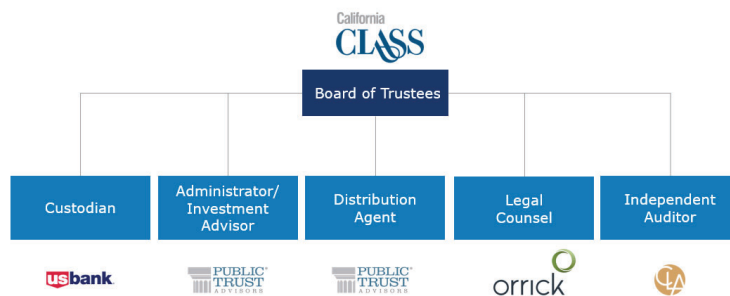 California
CLASS
Board of Trustees
Custodian
Administrator/
Investment
Advisor
Distribution
Agent
Legal
Counsel
Independent
Auditor
usbank
PUBLIC
TRUST
ADVISORS
PUBLIC
TRUST
ADVISORS
orrick
CLA